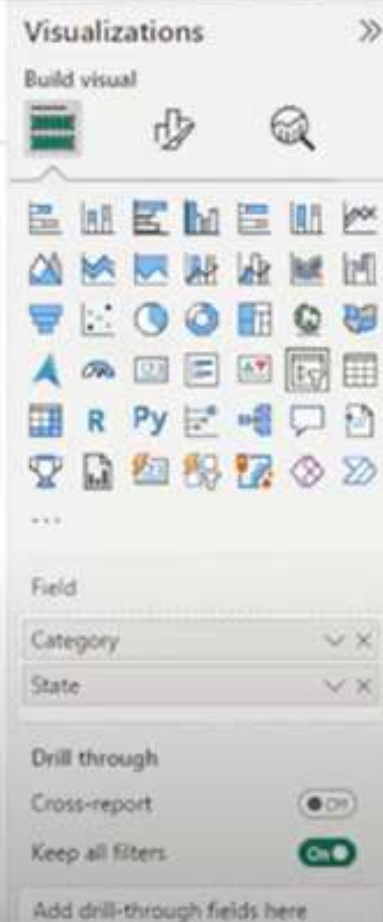 Visualizations
Build visual
R Py
...
Field
Category
State
Drill through
Cross-report
Off
Keep all filters
On
Add drill-through fields here